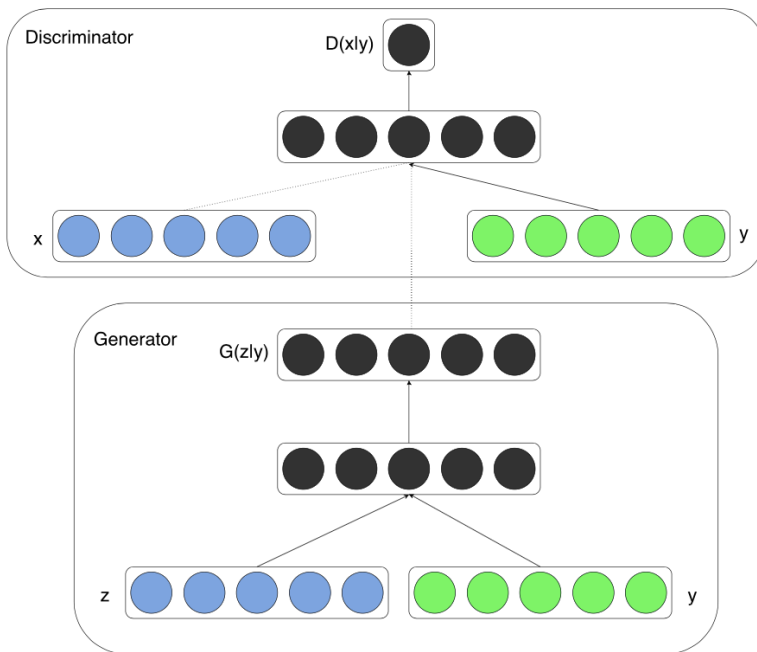 Discriminator
D(x|y)
x
y
Generator
G(z|y)
z
y